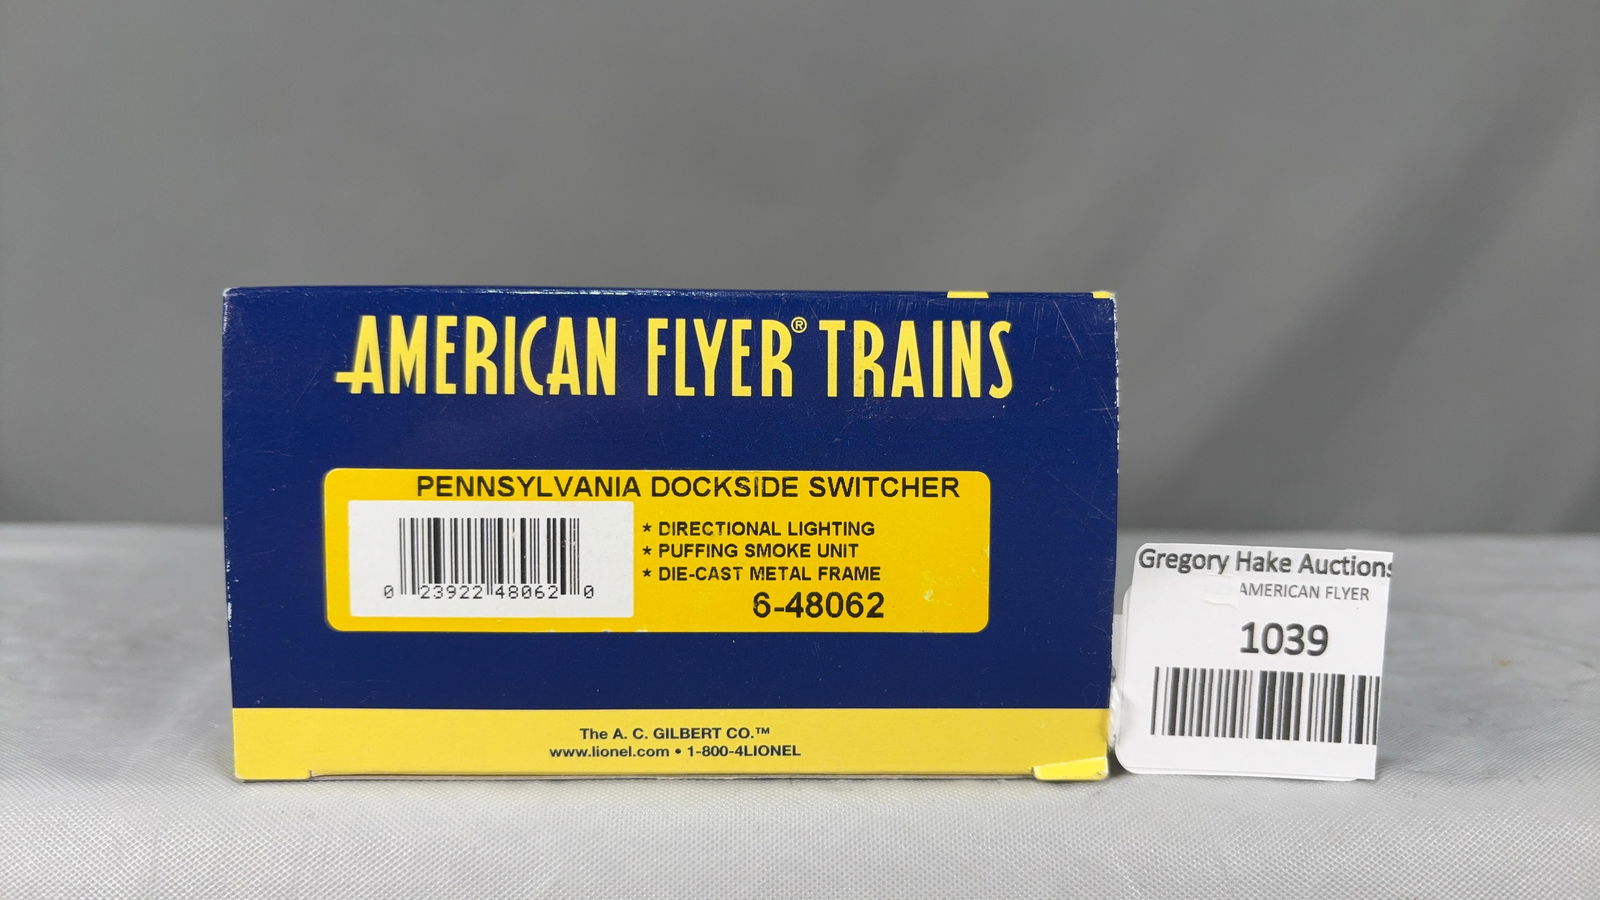 AMERICAN FLYER® TRAINS
PENNSYLVANIA DOCKSIDE SWITCHER
* DIRECTIONAL LIGHTING
* PUFFING SMOKE UNIT
* DIE-CAST METAL FRAME
6-48062
0 23922 48062 0
The A. C. GILBERT CO.™
www.lionel.com • 1-800-4LIONEL
Gregory Hake Auctions
AMERICAN FLYER
1039